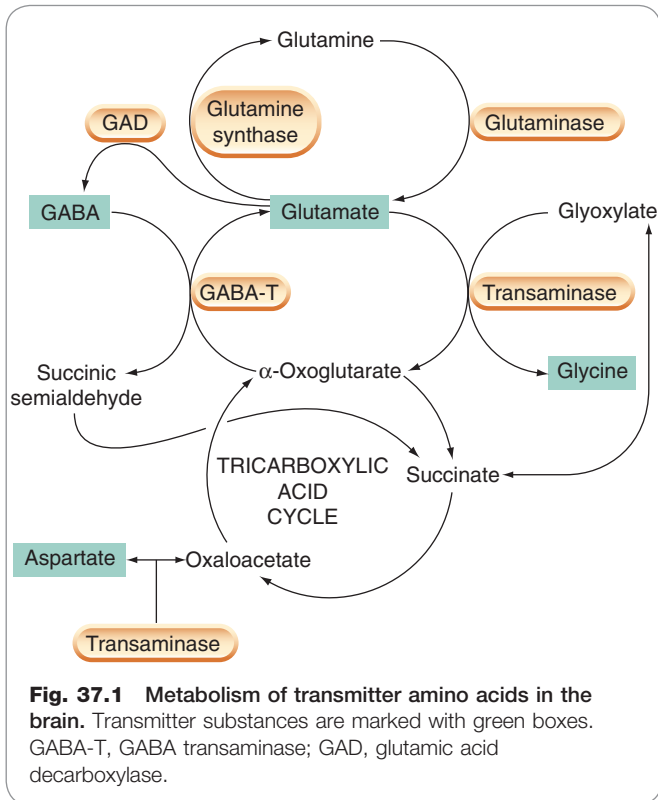 Glutamine
GAD
Glutamine
synthase
Glutaminase
GABA
Glutamate
Glyoxylate
GABA-T
Transaminase
Succinic
semialdehyde
α-Oxoglutarate
Glycine
TRICARBOXYLIC
ACID
CYCLE
Succinate
Aspartate
Oxaloacetate
Transaminase
Fig. 37.1 Metabolism of transmitter amino acids in the
brain. Transmitter substances are marked with green boxes.
GABA-T, GABA transaminase; GAD, glutamic acid
decarboxylase.